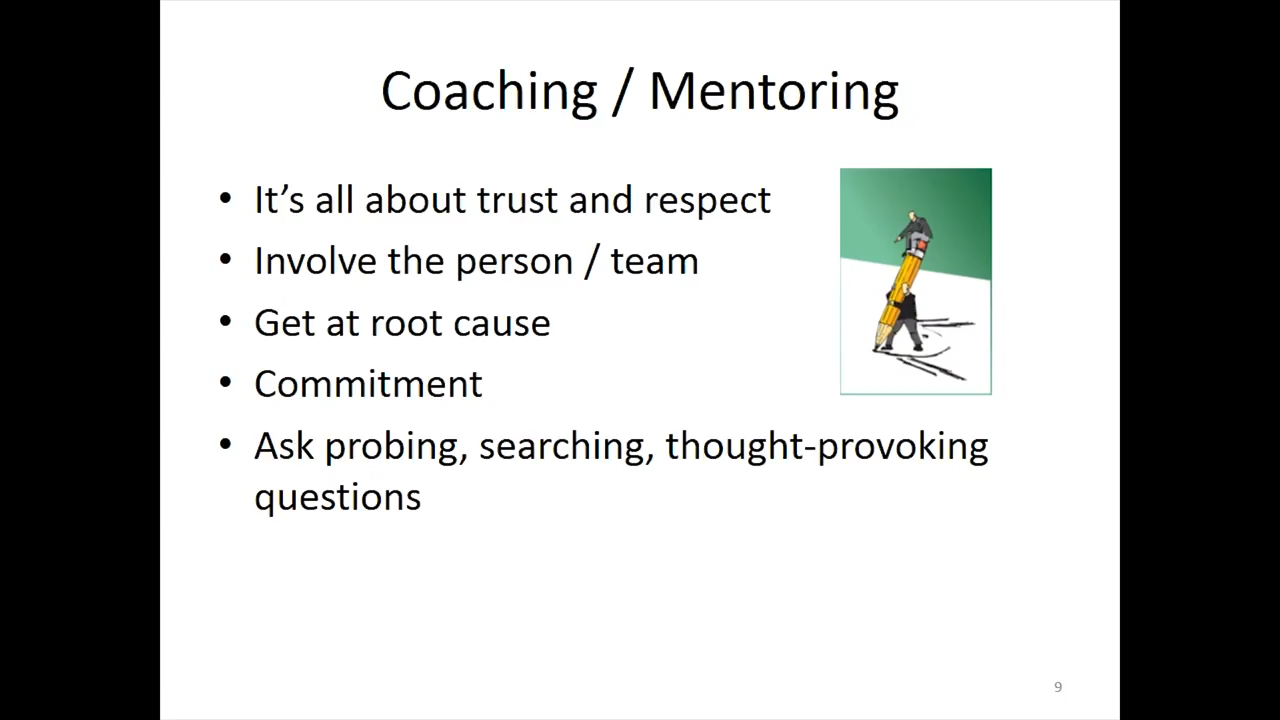 Coaching / Mentoring
• It’s all about trust and respect
• Involve the person / team
• Get at root cause
• Commitment
• Ask probing, searching, thought-provoking
questions
9